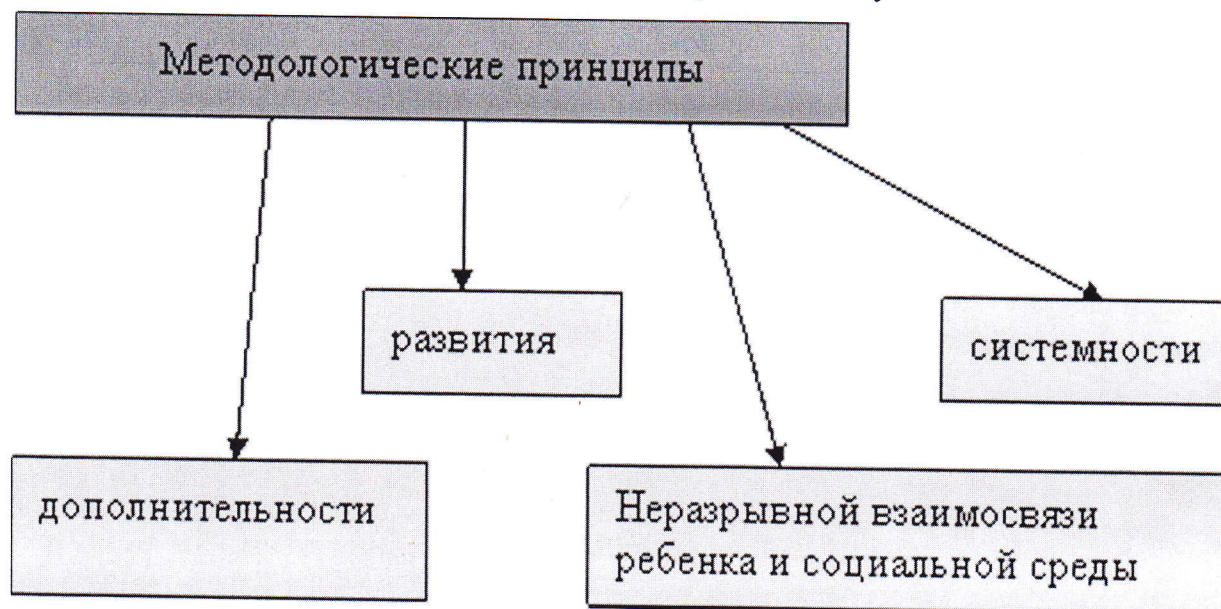 Методологические принципы
развития
системности
дополнительности
Неразрывной взаимосвязи
ребенка и социальной среды